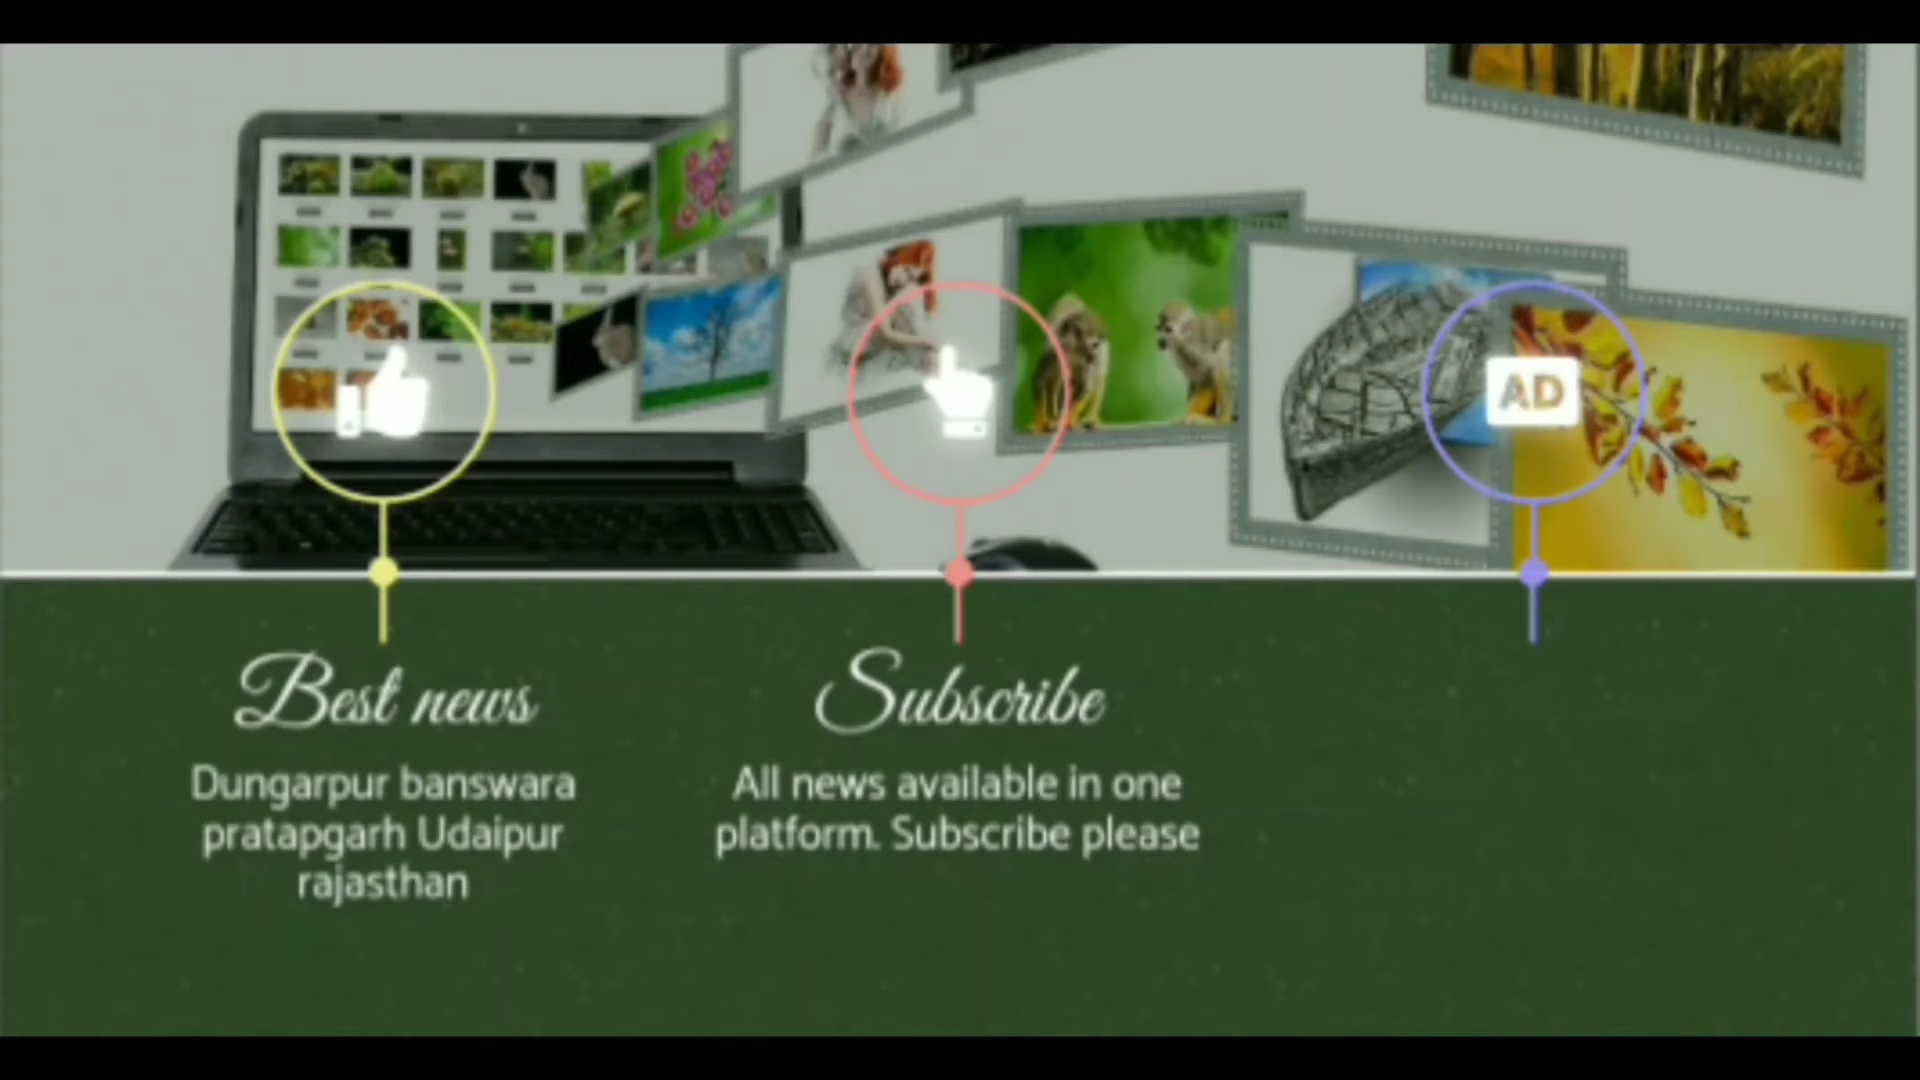 AD
Best news
Dungarpur banswara
pratapgarh Udaipur
rajasthan
Subscribe
All news available in one
platform. Subscribe please